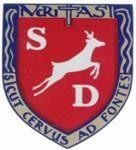 VERITAS
S
D
SICUT CERVUS AD FONTES